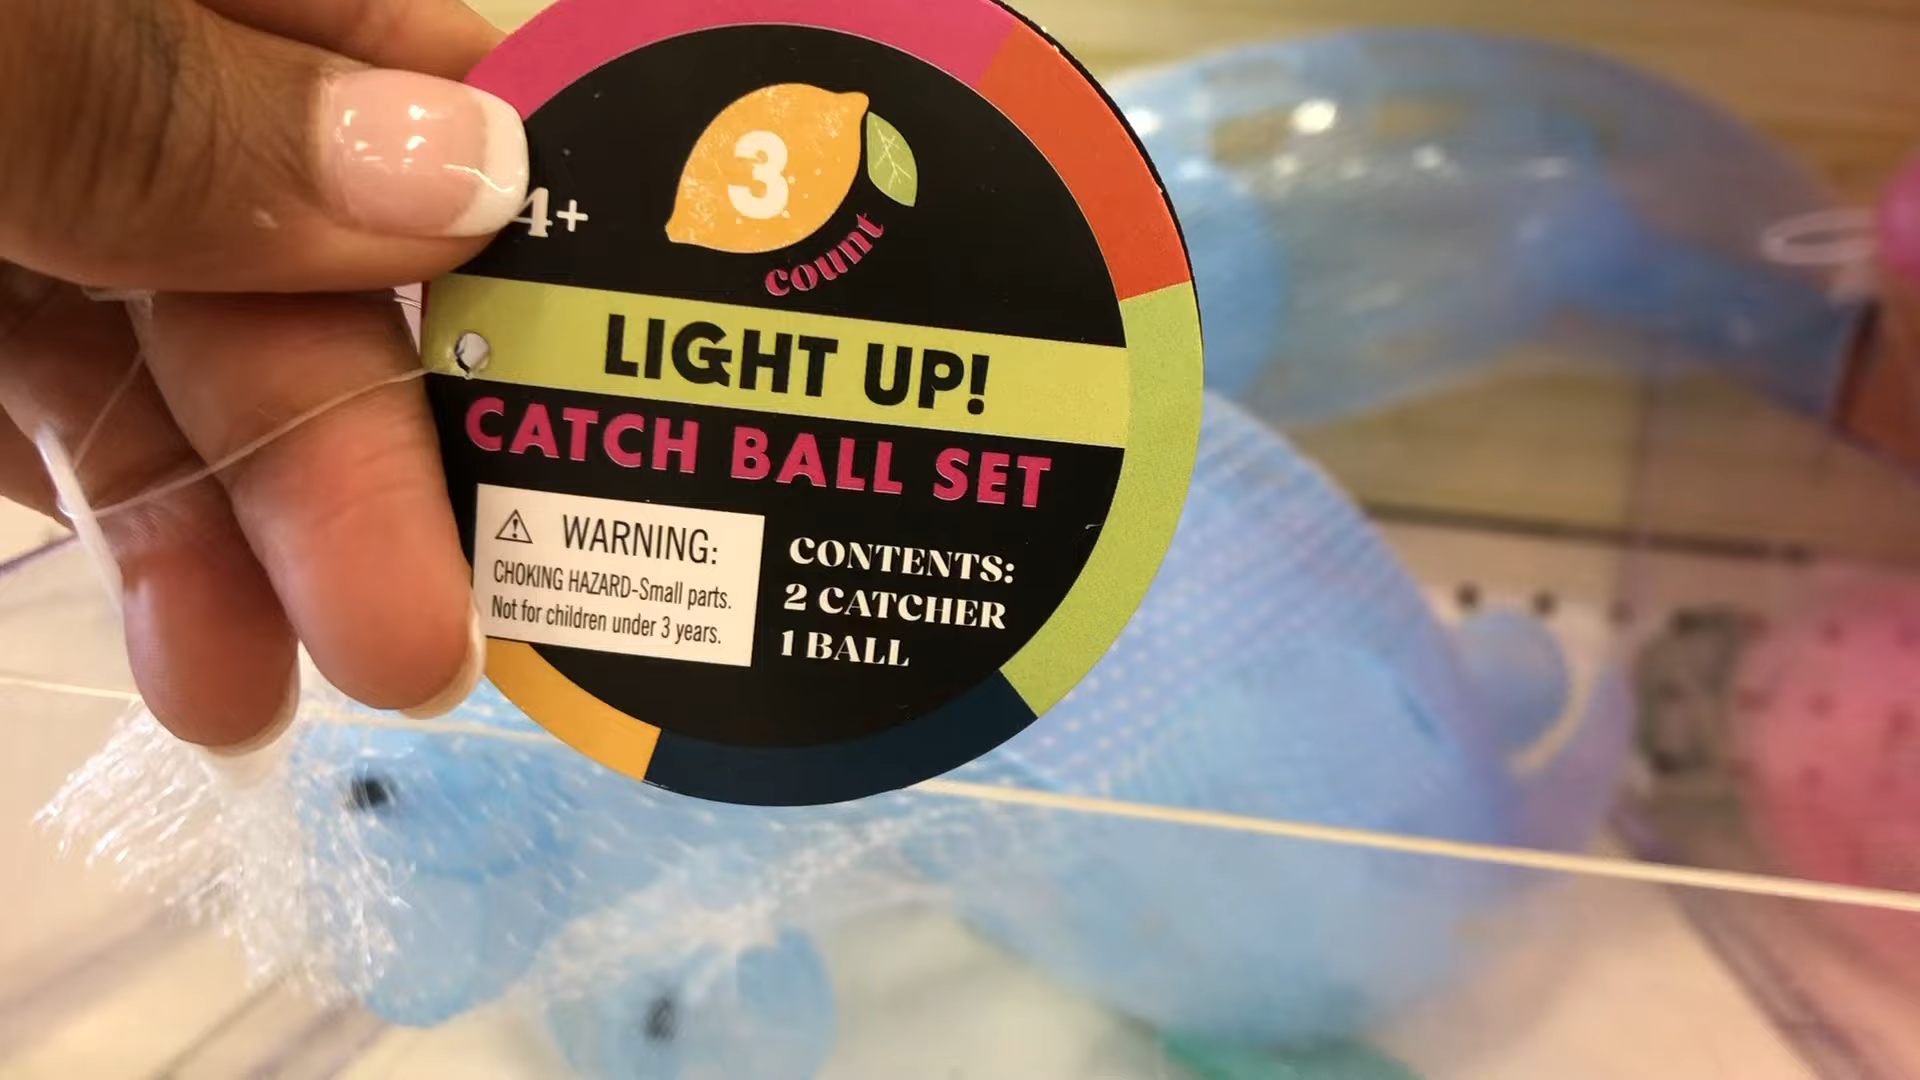 4+
3
count
LIGHT UP!
CATCH BALL SET
WARNING:
CHOKING HAZARD-Small parts.
Not for children under 3 years.
CONTENTS:
2 CATCHER
1 BALL